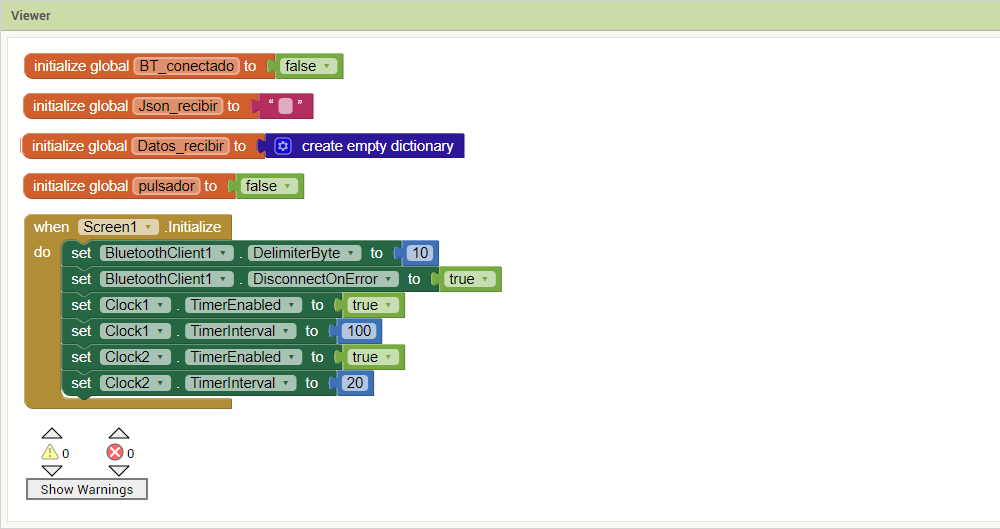 Viewer
initialize global BT_conectado to false
initialize global Json_recibir to “ ”
initialize global Datos_recibir to create empty dictionary
initialize global pulsador to false
when Screen1 .Initialize
do set BluetoothClient1 . DelimiterByte to 10
set BluetoothClient1 . DisconnectOnError to true
set Clock1 . TimerEnabled to true
set Clock1 . TimerInterval to 100
set Clock2 . TimerEnabled to true
set Clock2 . TimerInterval to 20
0 0
Show Warnings